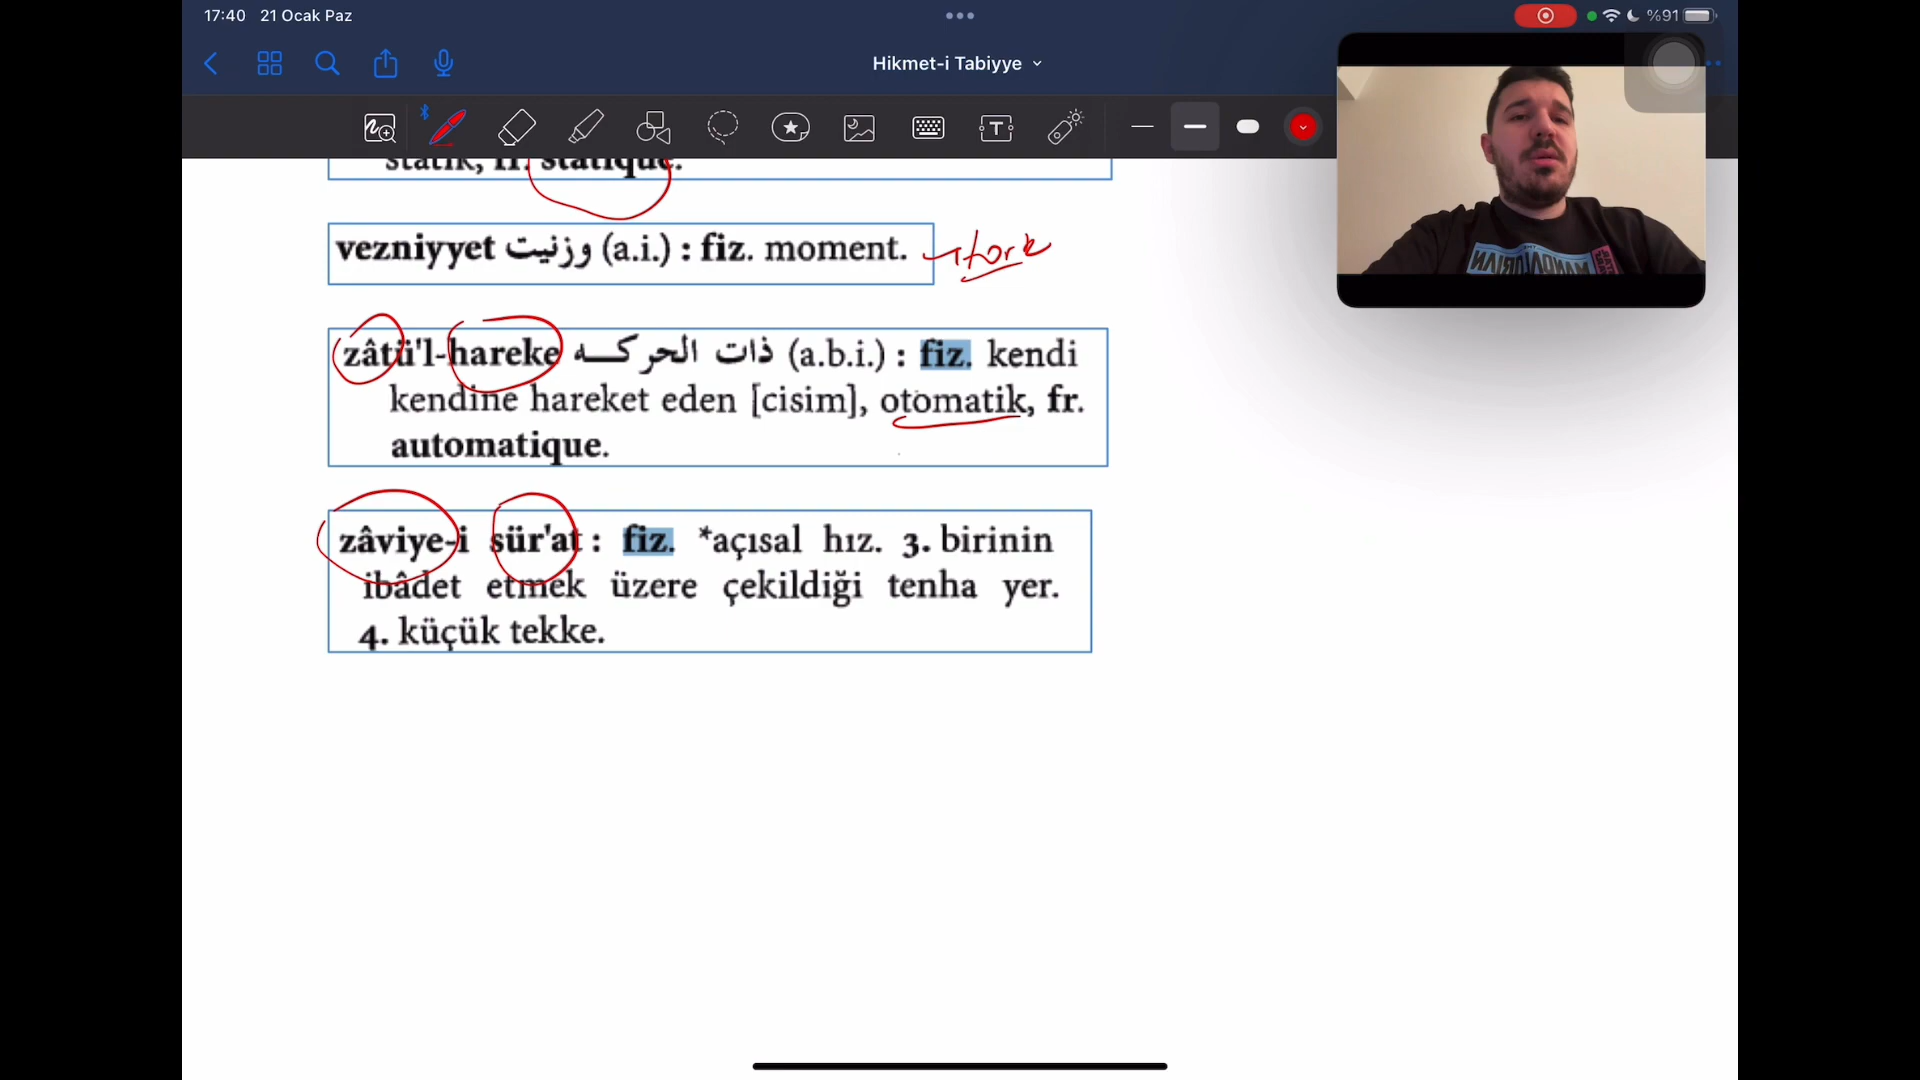 17:40 21 Ocak Paz
%91
Hikmet-i Tabiyye
statik, fr. statique.
vezniyyet وزنيت (a.i.) : fiz. moment.
tork
zâtü'l-hareke ذات الحركه (a.b.i.) : fiz. kendi
kendine hareket eden [cisim], otomatik, fr.
automatique.
zâviye-i sür'at : fiz. *açısal hız. 3. birinin
ibâdet etmek üzere çekildiği tenha yer.
4. küçük tekke.